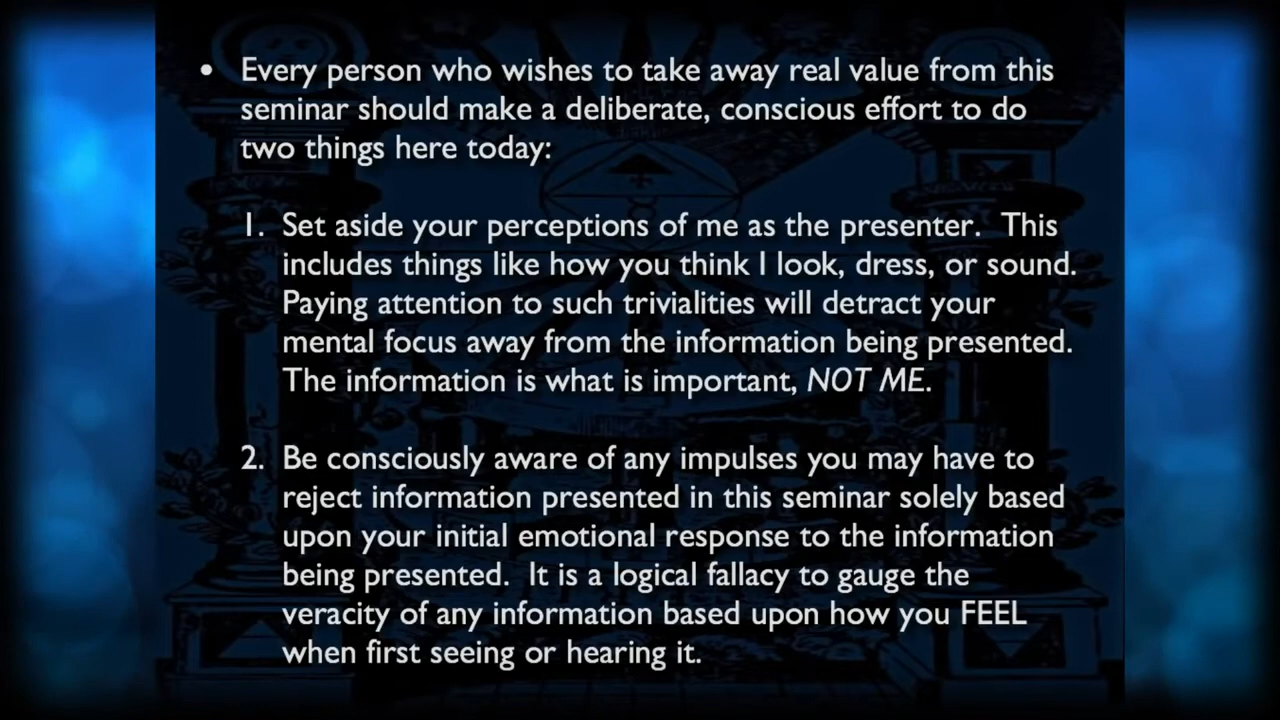 • Every person who wishes to take away real value from this
seminar should make a deliberate, conscious effort to do
two things here today:
1. Set aside your perceptions of me as the presenter. This
includes things like how you think I look, dress, or sound.
Paying attention to such trivialities will detract your
mental focus away from the information being presented.
The information is what is important, NOT ME.
2. Be consciously aware of any impulses you may have to
reject information presented in this seminar solely based
upon your initial emotional response to the information
being presented. It is a logical fallacy to gauge the
veracity of any information based upon how you FEEL
when first seeing or hearing it.